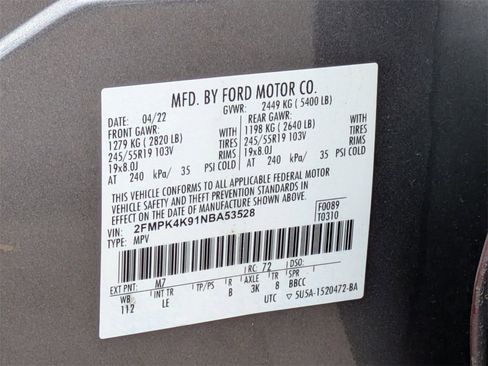 MFD. BY FORD MOTOR CO.
DATE: 04/22 GVWR: 2449 KG (5400 LB)
FRONT GAWR: REAR GAWR:
1279 KG (2820 LB) 1198 KG (2640 LB)
245/55R19 103V TIRES 245/55R19 103V TIRES
19x8.0J RIMS 19x8.0J RIMS
AT 240 kPa/ 35 PSI COLD AT 240 kPa/ 35 PSI COLD
THIS VEHICLE CONFORMS TO ALL APPLICABLE FEDERAL MOTOR
VEHICLE SAFETY AND THEFT PREVENTION STANDARDS IN
EFFECT ON THE DATE OF MANUFACTURE SHOWN ABOVE.
VIN: 2FMPK4K91NBA53528 F0089
TYPE: MPV T0310
EXT PNT: M7 RC: 72 DSO:
WB INT TR TP/PS R AXLE TR SPR
112 LE B 3K 8 BBCC
UTC ▽ 5U5A-1520472-BA